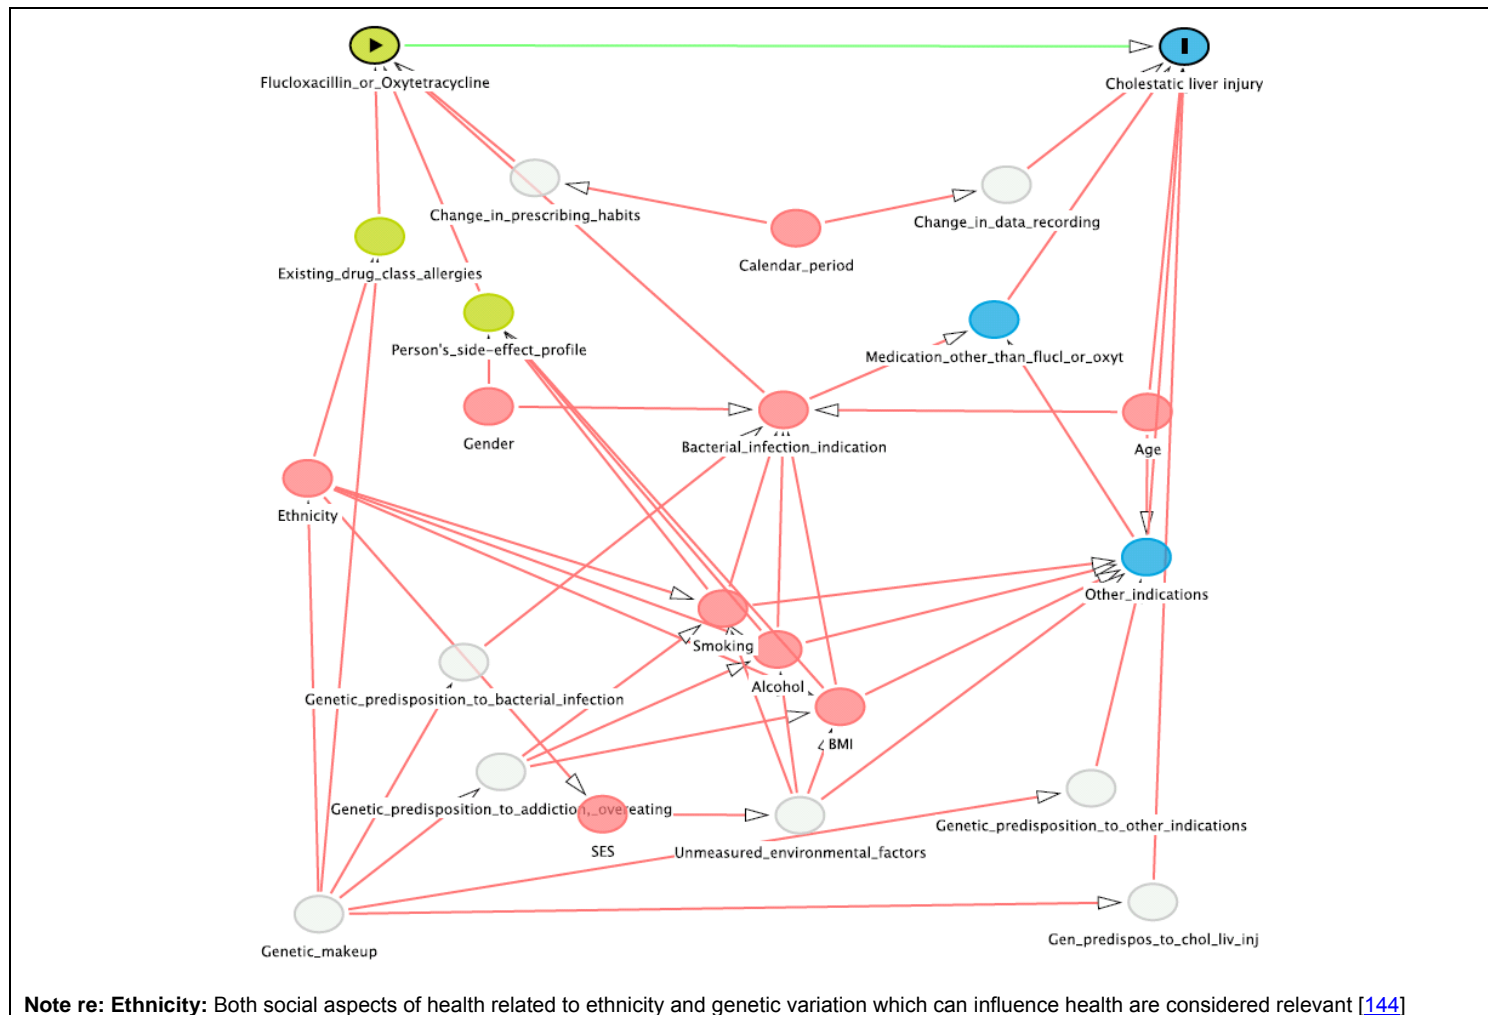 Flucloxacillin_or_Oxytetracycline
Cholestatic liver injury
Change_in_prescribing_habits
Change_in_data_recording
Calendar_period
Existing_drug_class_allergies
Person's_side-effect_profile
Medication_other_than_flucl_or_oxyt
Gender
Bacterial_infection_indication
Age
Ethnicity
Other_indications
Smoking
Alcohol
Genetic_predisposition_to_bacterial_infection
BMI
Genetic_predisposition_to_addiction,_overeating
Genetic_predisposition_to_other_indications
SES
Unmeasured_environmental_factors
Gen_predispos_to_chol_liv_inj
Genetic_makeup
Note re: Ethnicity: Both social aspects of health related to ethnicity and genetic variation which can influence health are considered relevant [144]